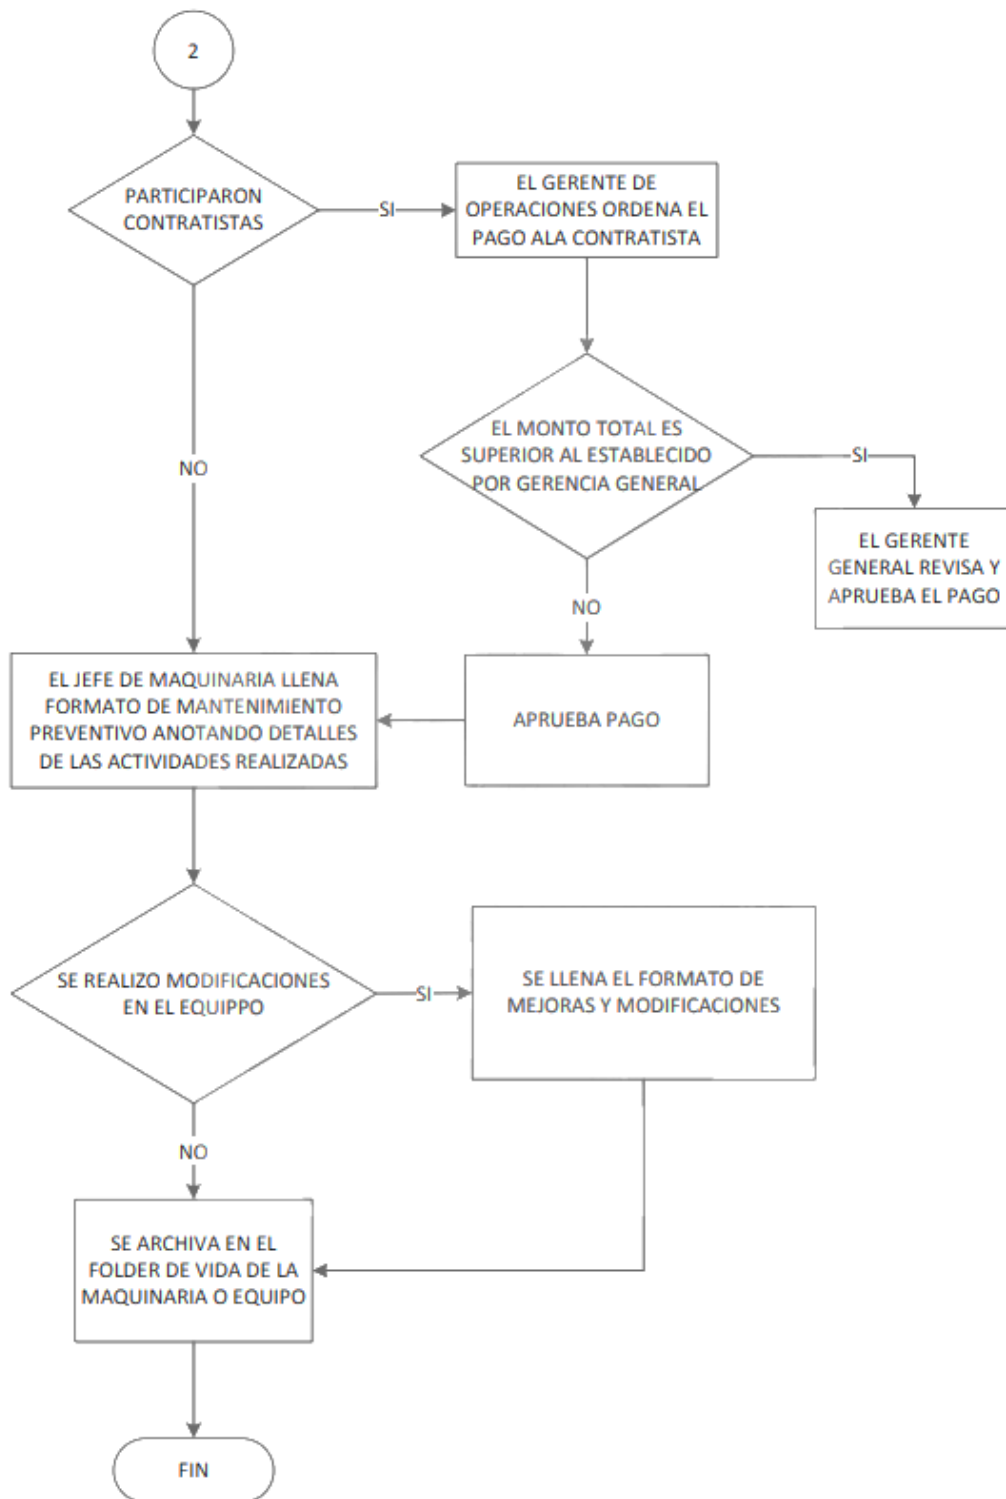 2
PARTICIPARON
CONTRATISTAS
SI
EL GERENTE DE
OPERACIONES ORDENA EL
PAGO ALA CONTRATISTA
EL MONTO TOTAL ES
SUPERIOR AL ESTABLECIDO
POR GERENCIA GENERAL
SI
NO
EL GERENTE
GENERAL REVISA Y
APRUEBA EL PAGO
NO
EL JEFE DE MAQUINARIA LLENA
FORMATO DE MANTENIMIENTO
PREVENTIVO ANOTANDO DETALLES
DE LAS ACTIVIDADES REALIZADAS
APRUEBA PAGO
SE REALIZO MODIFICACIONES
EN EL EQUIPPO
SI
SE LLENA EL FORMATO DE
MEJORAS Y MODIFICACIONES
NO
SE ARCHIVA EN EL
FOLDER DE VIDA DE LA
MAQUINARIA O EQUIPO
FIN